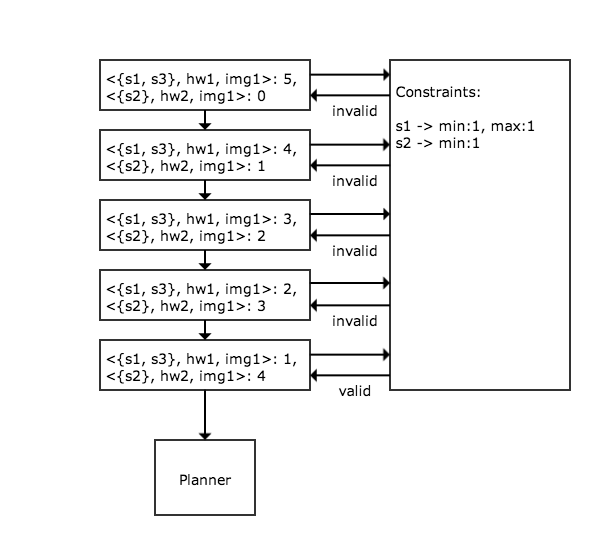 <{s1, s3}, hw1, img1>: 5,
<{s2}, hw2, img1>: 0
invalid
Constraints:
s1 -> min:1, max:1
s2 -> min:1
<{s1, s3}, hw1, img1>: 4,
<{s2}, hw2, img1>: 1
invalid
<{s1, s3}, hw1, img1>: 3,
<{s2}, hw2, img1>: 2
invalid
<{s1, s3}, hw1, img1>: 2,
<{s2}, hw2, img1>: 3
invalid
<{s1, s3}, hw1, img1>: 1,
<{s2}, hw2, img1>: 4
valid
Planner